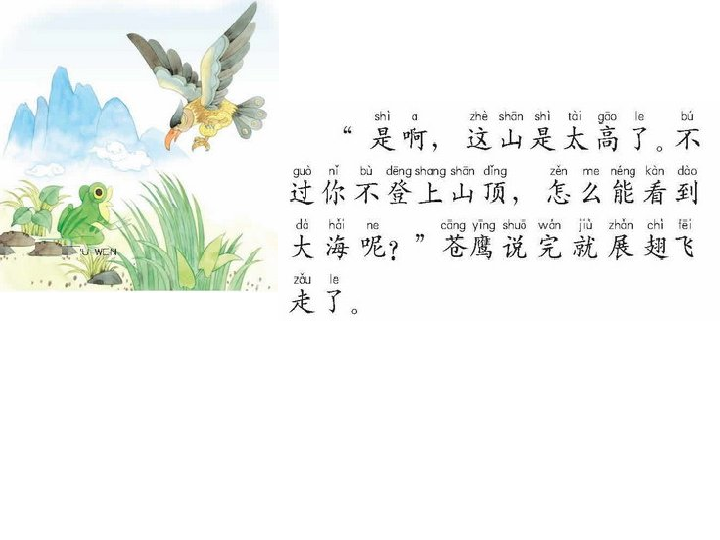 shì a zhè shān shì tài gāo le bú
“是啊，这山是太高了。不
guò nǐ bù dēng shang shān dǐng zěn me néng kàn dào
过你不登上山顶，怎么能看到
dà hǎi ne cāng yīng shuō wán jiù zhǎn chì fēi
大海呢？”苍鹰说完就展翅飞
zǒu le
走了。